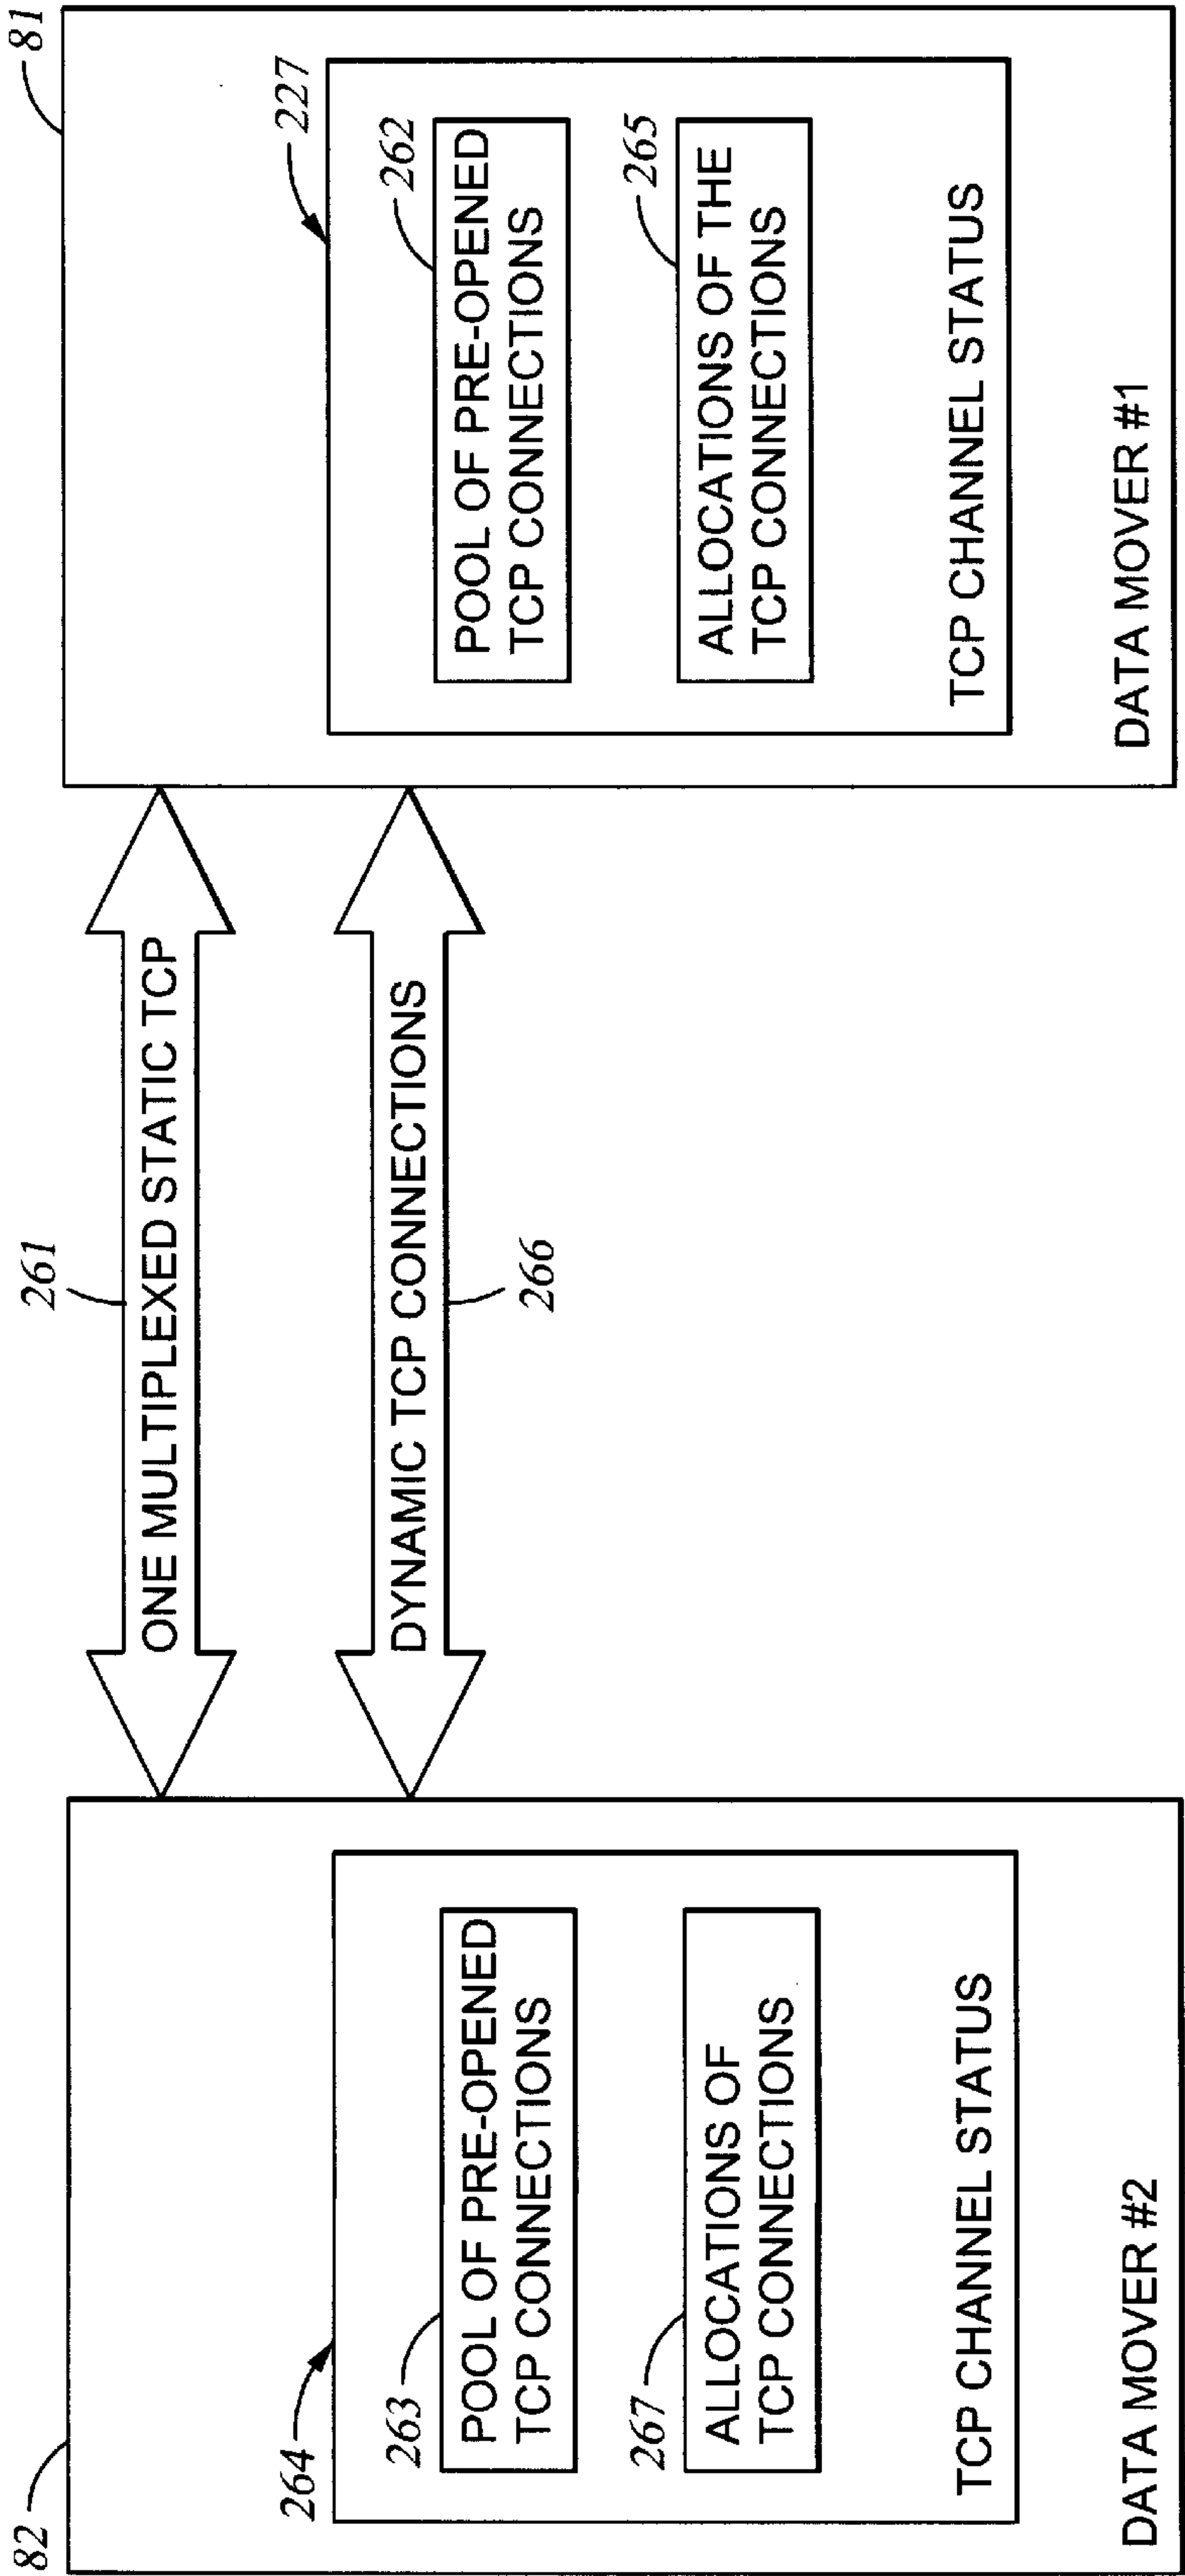 82
264
263
POOL OF PRE-OPENED
TCP CONNECTIONS
267
ALLOCATIONS OF
TCP CONNECTIONS
TCP CHANNEL STATUS
DATA MOVER #2
261
ONE MULTIPLEXED STATIC TCP
DYNAMIC TCP CONNECTIONS
266
81
227
262
POOL OF PRE-OPENED
TCP CONNECTIONS
265
ALLOCATIONS OF THE
TCP CONNECTIONS
TCP CHANNEL STATUS
DATA MOVER #1